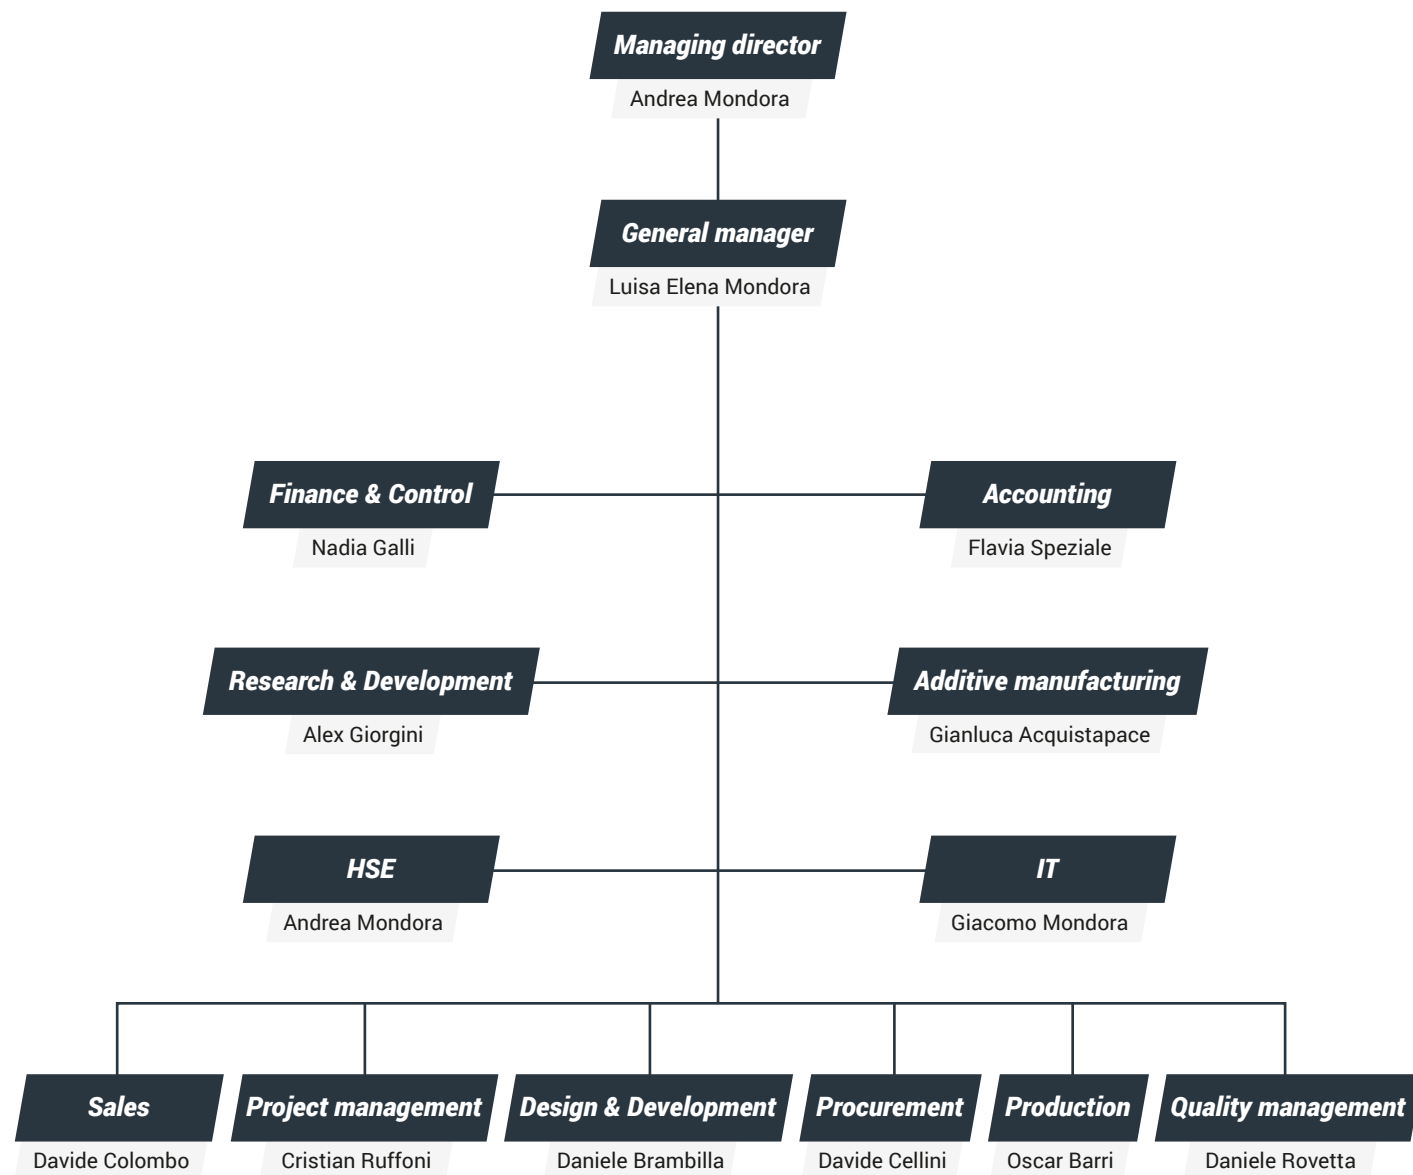 Managing director
Andrea Mondora
General manager
Luisa Elena Mondora
Finance & Control
Nadia Galli
Accounting
Flavia Speziale
Research & Development
Alex Giorgini
Additive manufacturing
Gianluca Acquistapace
HSE
Andrea Mondora
IT
Giacomo Mondora
Sales
Davide Colombo
Project management
Cristian Ruffoni
Design & Development
Daniele Brambilla
Procurement
Davide Cellini
Production
Oscar Barri
Quality management
Daniele Rovetta